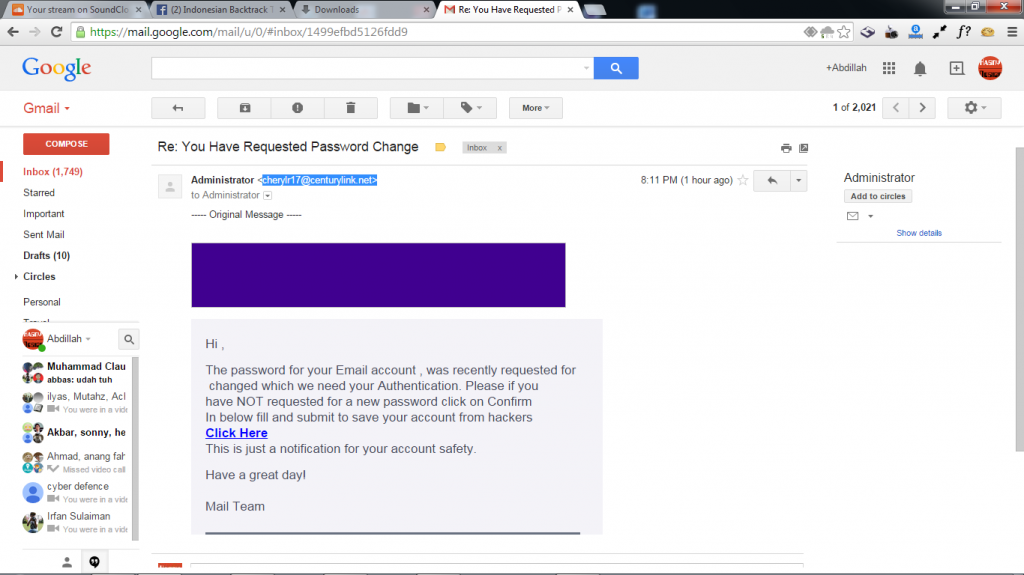 Your stream on SoundClo
(2) Indonesian Backtrack T
Downloads
Re: You Have Requested P
https://mail.google.com/mail/u/0/#inbox/1499efbd5126fdd9
Google
+Abdillah
Gmail
More
1 of 2,021
COMPOSE
Inbox (1,749)
Starred
Important
Sent Mail
Drafts (10)
Circles
Personal
Travel
Abdillah
Muhammad Clau
abbas: udah tuh
ilyas, Mutahz, Acl
You were in a vide
Akbar, sonny, he
Ahmad, anang fah
Missed video call
cyber defence
You were in a vide
Irfan Sulaiman
You were in a vide
Re: You Have Requested Password Change
Inbox x
Administrator <cherylr17@centurylink.net>
8:11 PM (1 hour ago)
to Administrator
----- Original Message -----
Hi ,
The password for your Email account , was recently requested for
changed which we need your Authentication. Please if you
have NOT requested for a new password click on Confirm
In below fill and submit to save your account from hackers
Click Here
This is just a notification for your account safety.
Have a great day!
Mail Team
Administrator
Add to circles
Show details